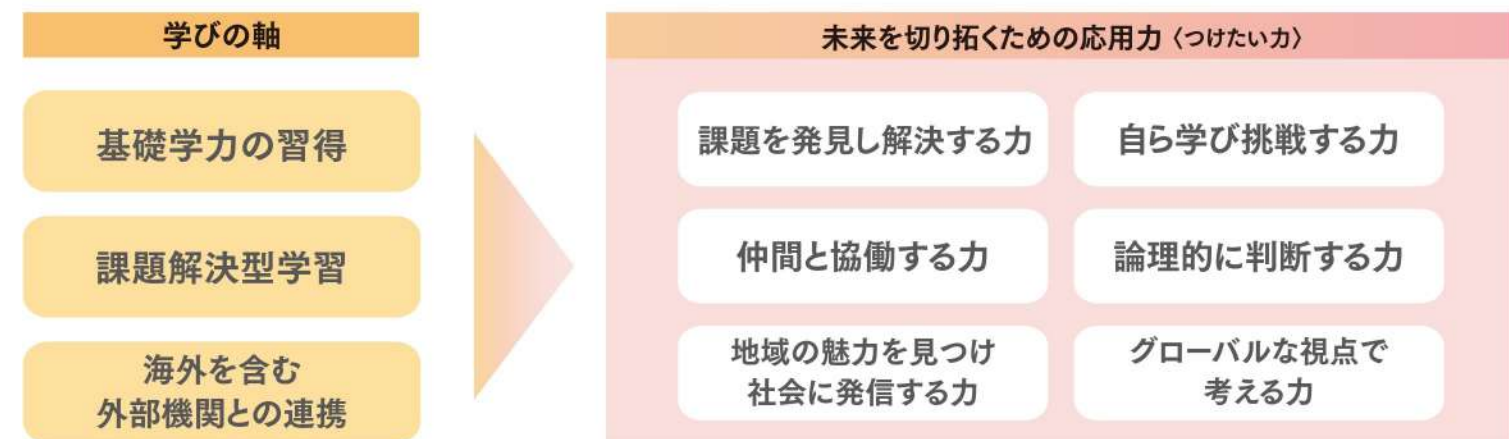 学びの軸
基礎学力の習得
課題解決型学習
海外を含む
外部機関との連携
未来を切り拓くための応用力〈つけたい力〉
課題を発見し解決する力
自ら学び挑戦する力
仲間と協働する力
論理的に判断する力
地域の魅力を見つけ
社会に発信する力
グローバルな視点で
考える力